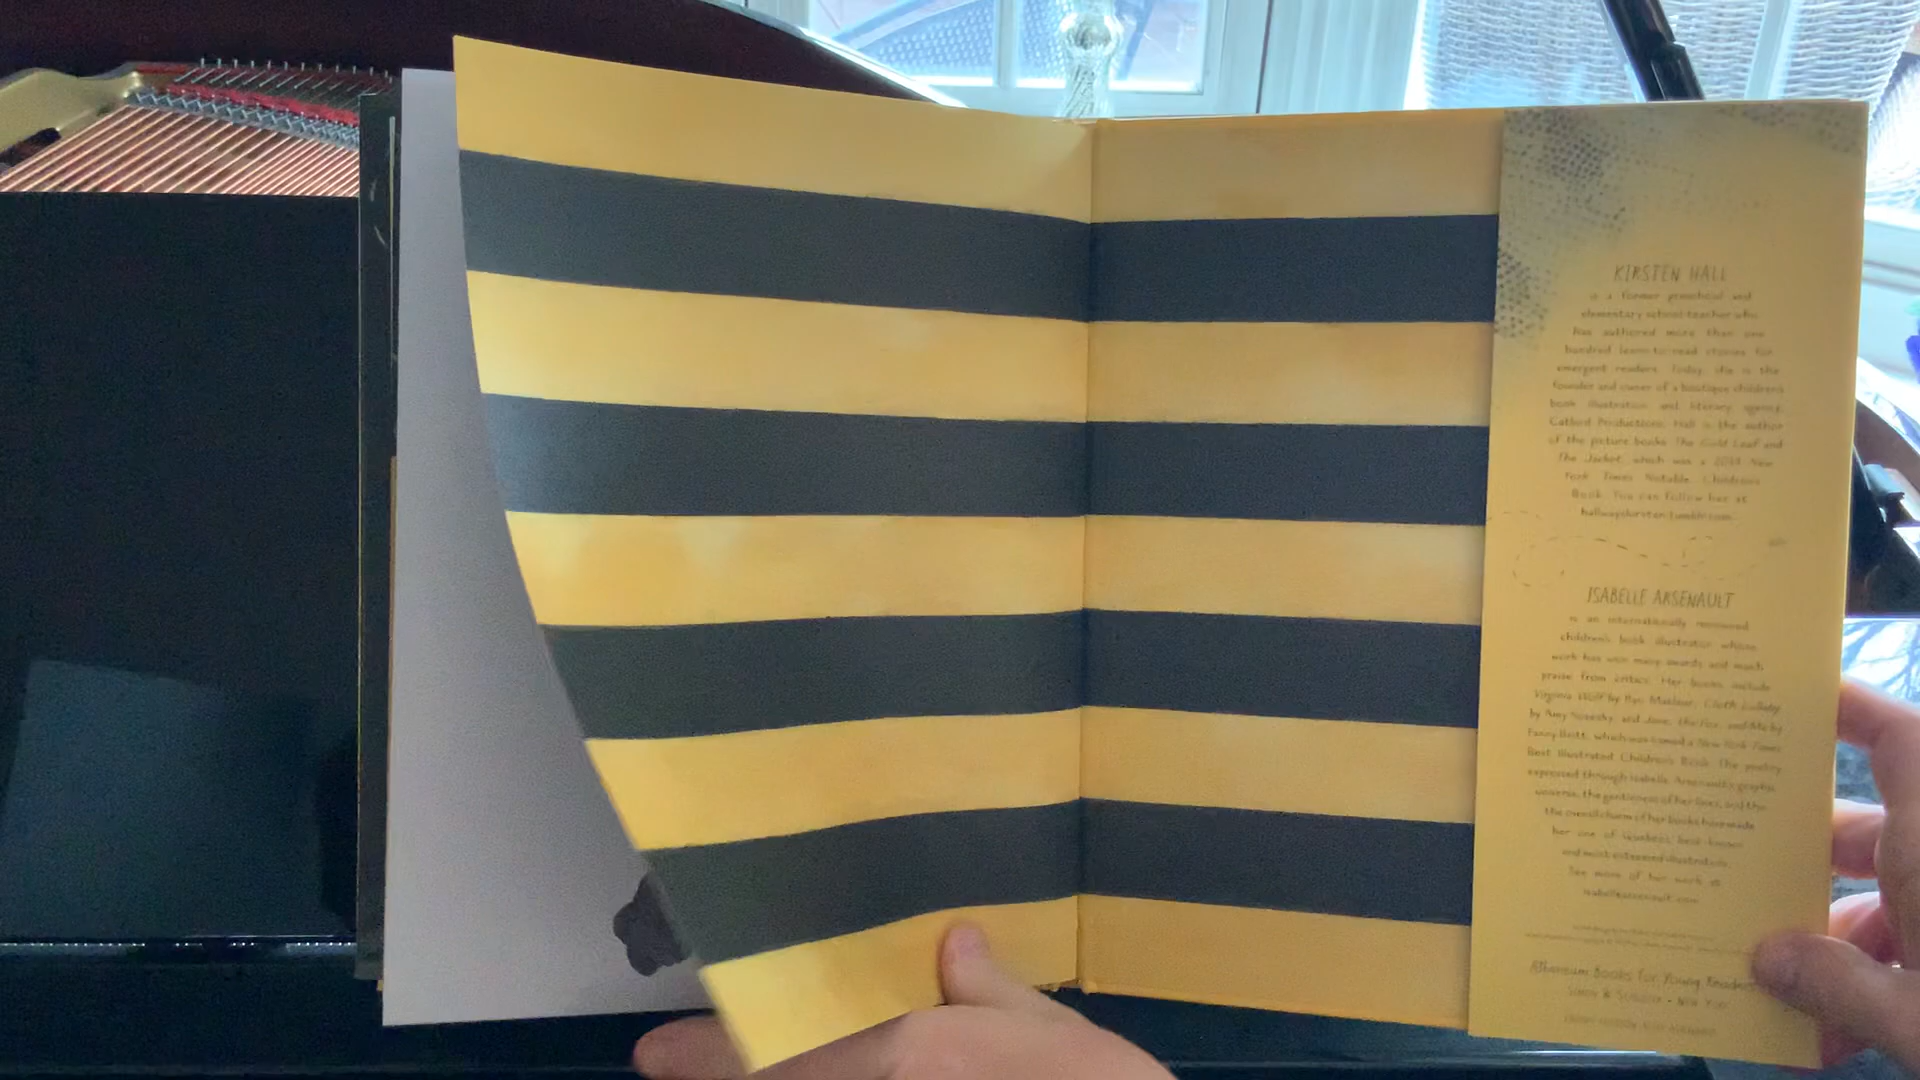 KIRSTEN HALL
is a former preschool and
elementary school teacher who
has authored more than one
hundred learn-to-read stories for
emergent readers. Today, she is the
founder and owner of a boutique children's
book illustration and literary agency,
Catbird Productions. Hall is the author
of the picture books The Gold Leaf and
The Jacket, which was a 2014 New
York Times Notable Children's
Book. You can follow her at
hallwaykirsten.tumblr.com.
ISABELLE ARSENAULT
is an internationally renowned
children's book illustrator whose
work has won many awards and much
praise from critics. Her books include
Virginia Wolf by Kyo Maclear, Cloth Lullaby
by Amy Novesky, and Jane, the Fox, and Me by
Fanny Britt, which was named a New York Times
Best Illustrated Children's Book. The poetry
expressed through Isabelle Arsenault's graphic
the gentleness of her lines, and the
the overall charm of her books have made
her one of Quebec's best-known
and most esteemed illustrators.
See more of her work at
isabellearsenault.com.
Atheneum Books for Young Readers
Simon & Schuster • New York